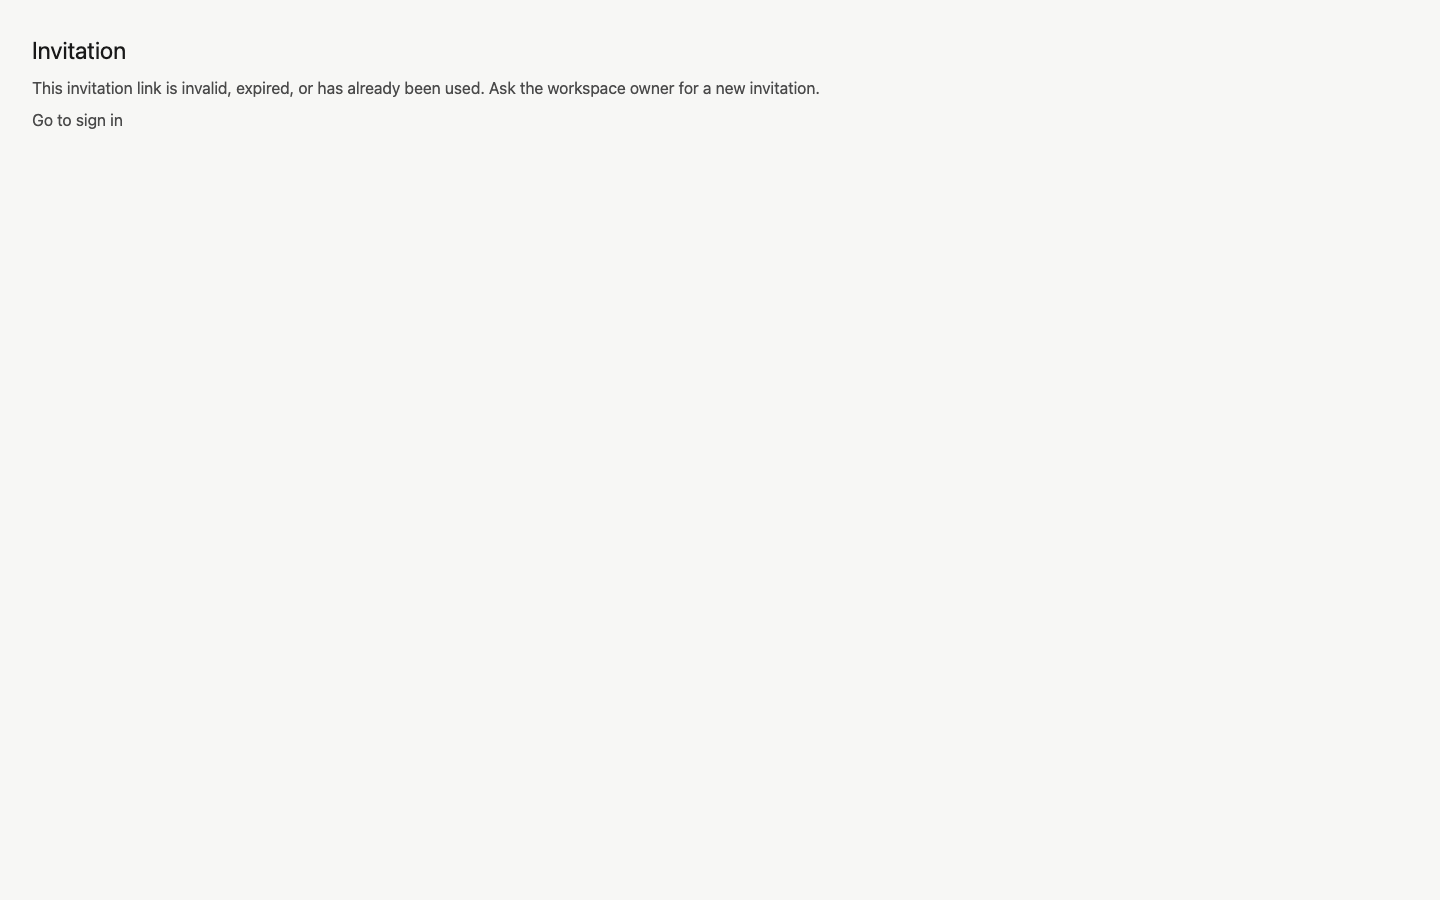 Invitation
This invitation link is invalid, expired, or has already been used. Ask the workspace owner for a new invitation.
Go to sign in